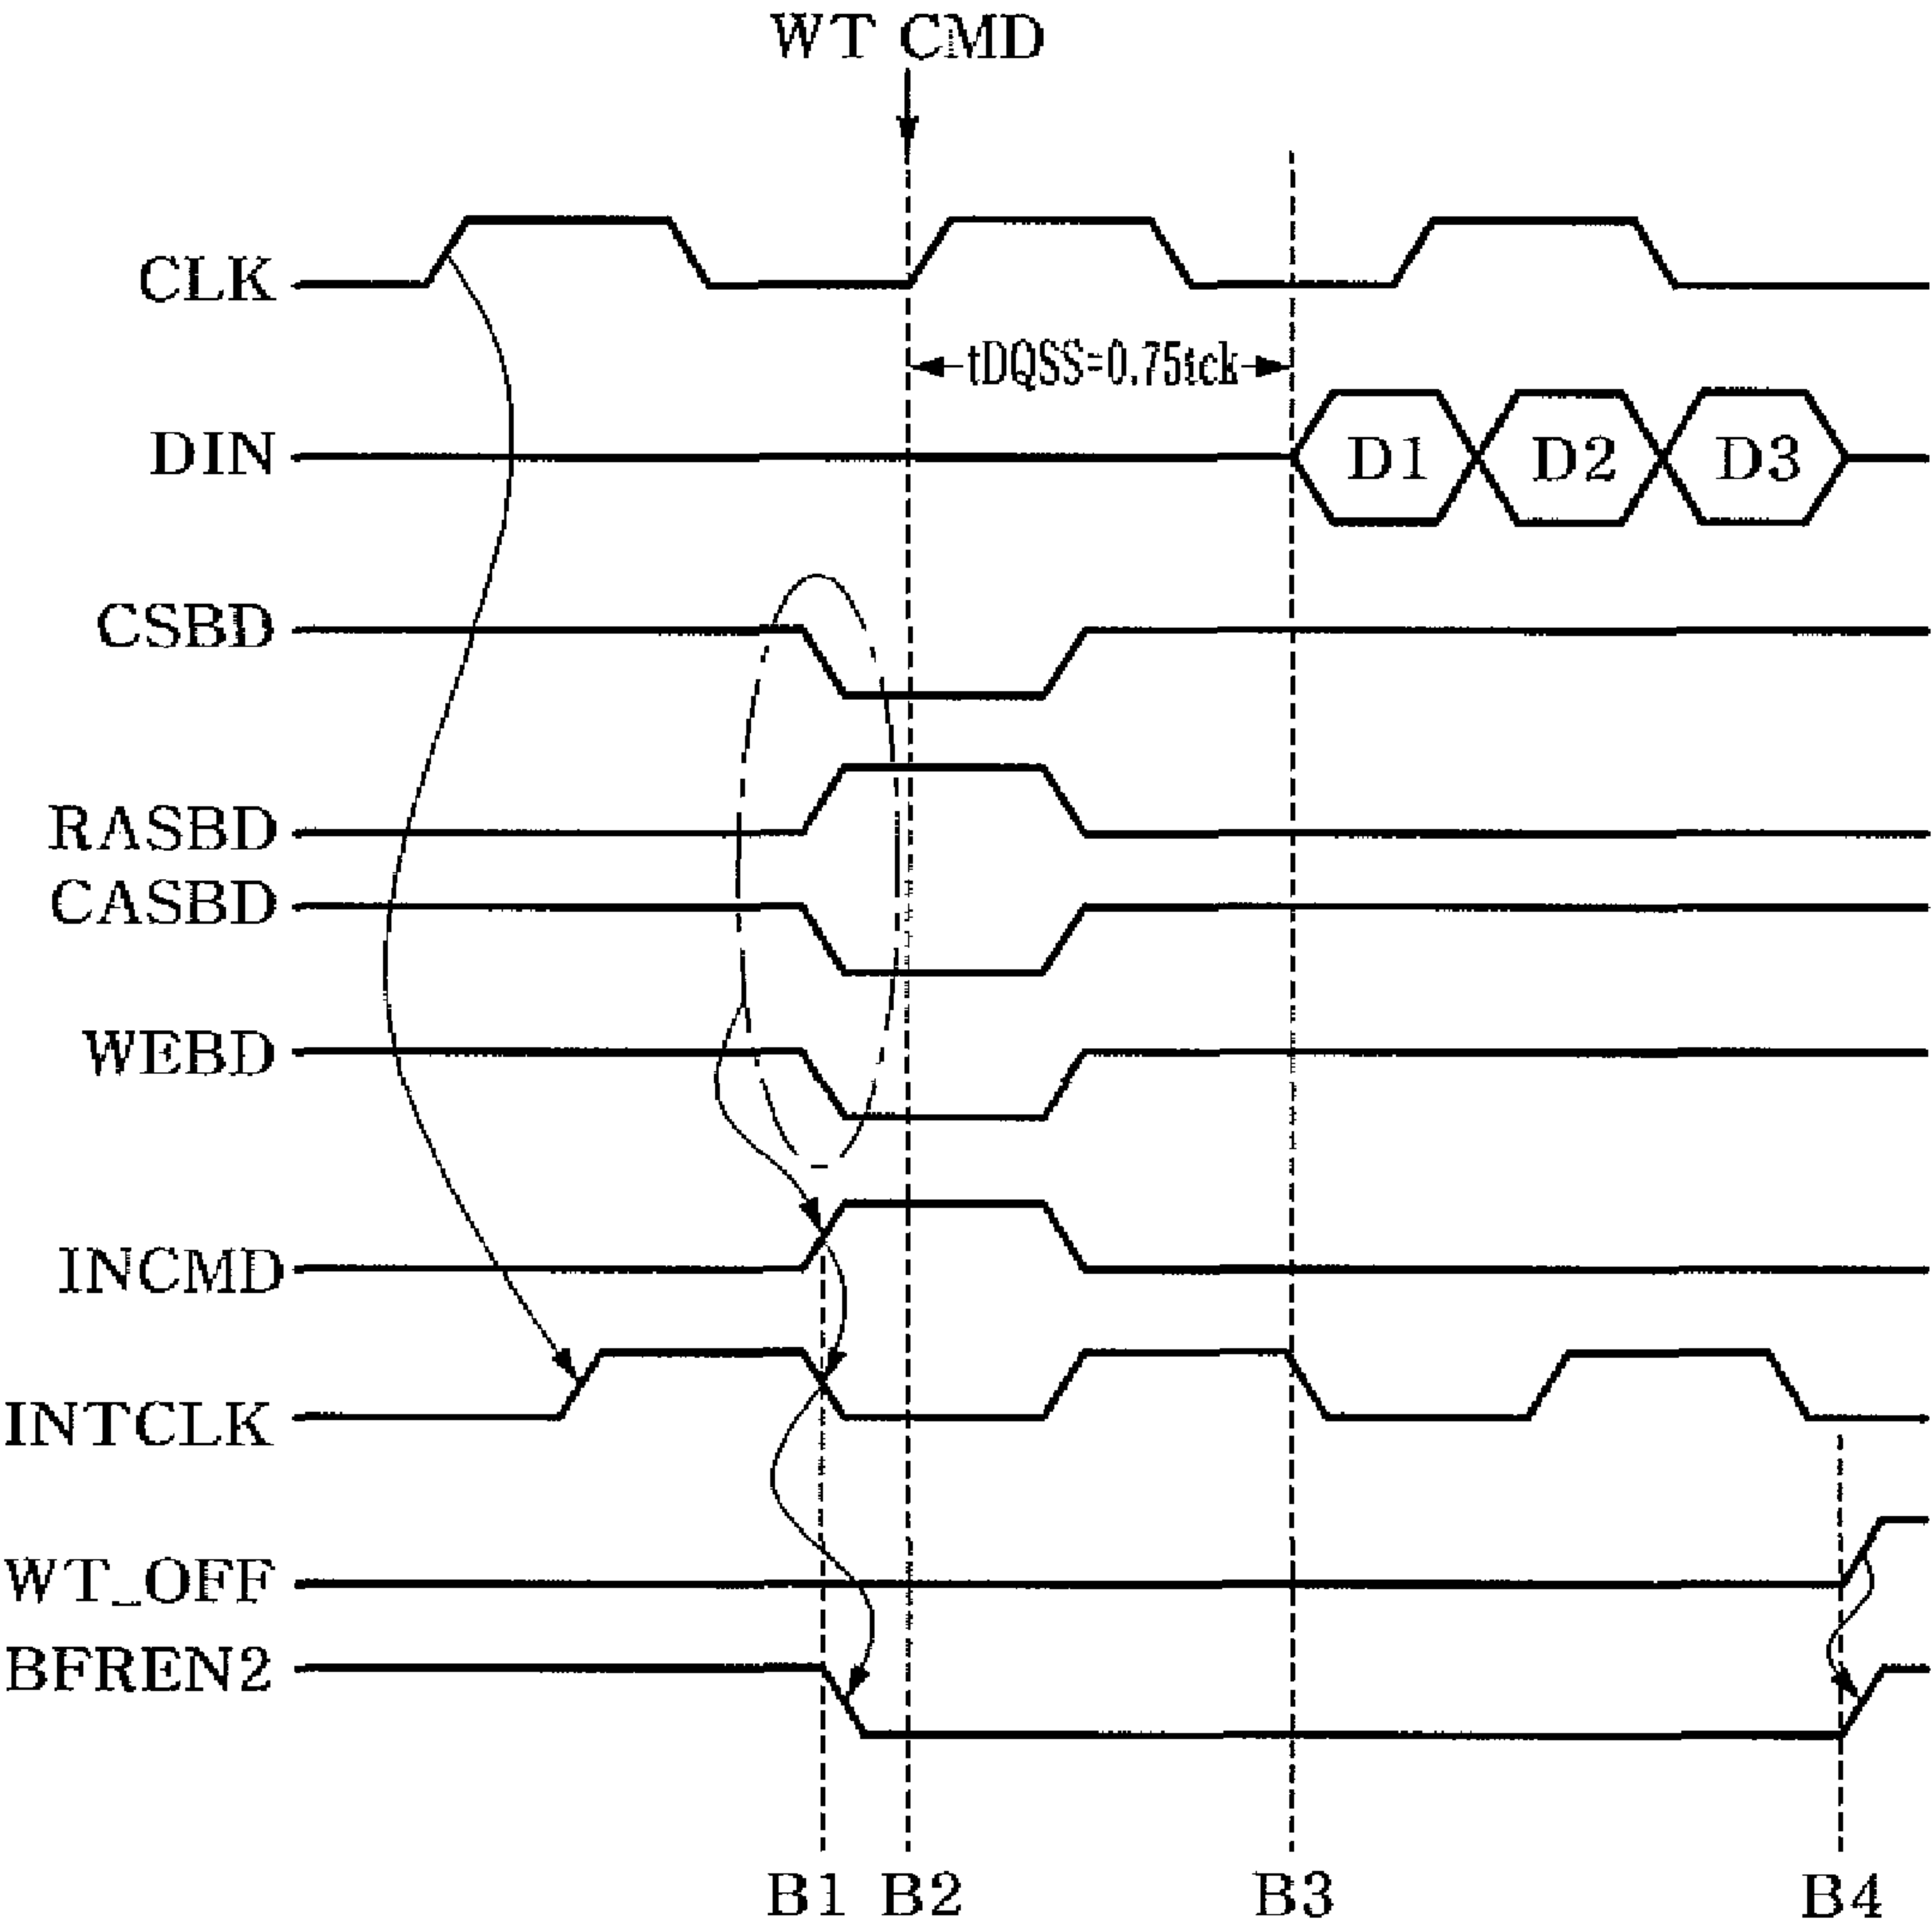 WT CMD
CLK
tDQSS=0.75tck
DIN
D1 D2 D3
CSBD
RASBD
CASBD
WEBD
INCMD
INTCLK
WT_OFF
BFREN2
B1 B2 B3 B4